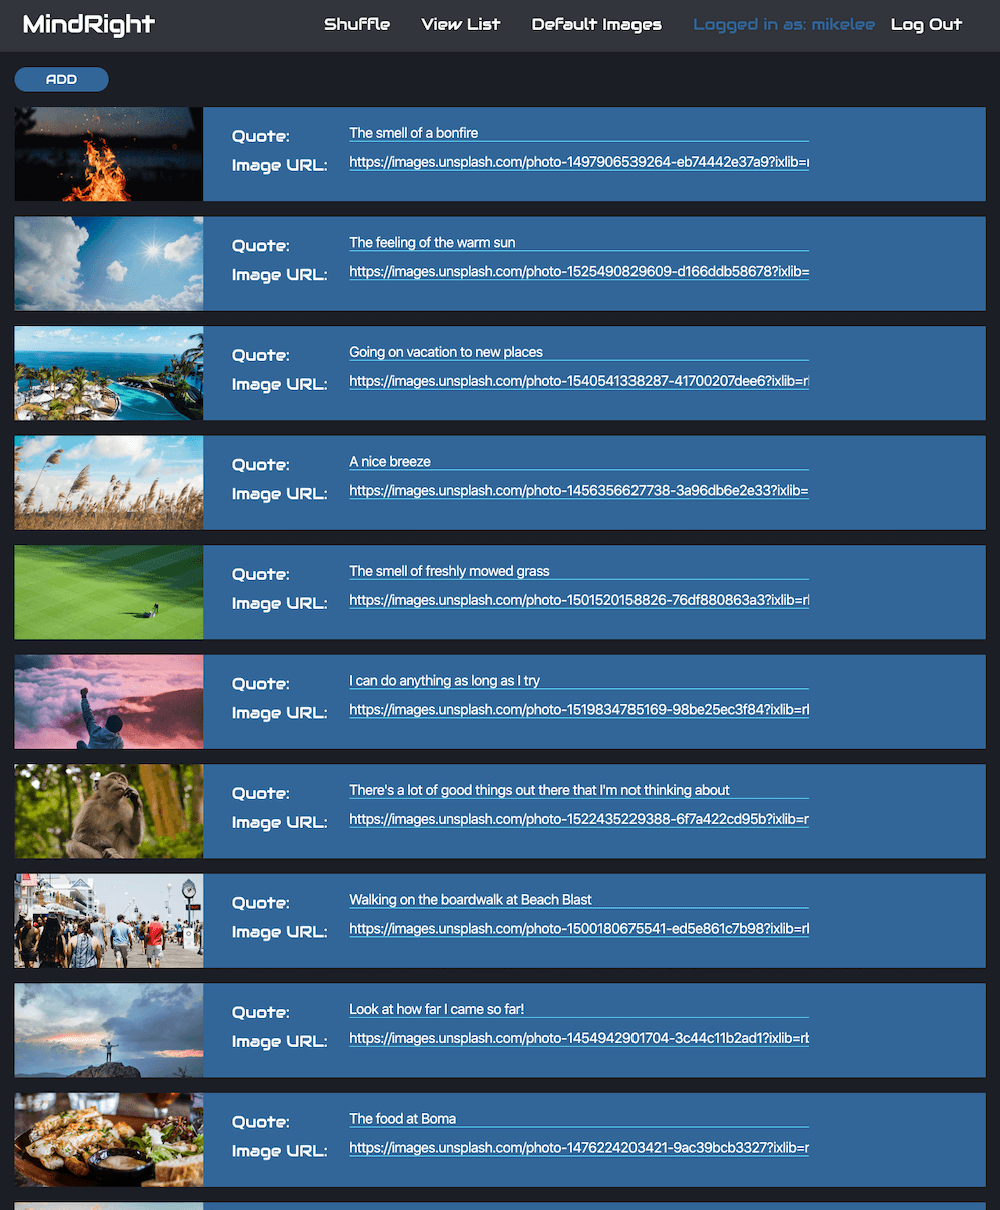 MindRight Shuffle View List Default Images Logged in as: mikelee Log Out
ADD
Quote: The smell of a bonfire
Image URL: https://images.unsplash.com/photo-1497906539264-eb74442e37a9?ixlib=r
Quote: The feeling of the warm sun
Image URL: https://images.unsplash.com/photo-1525490829609-d166ddb58678?ixlib=
Quote: Going on vacation to new places
Image URL: https://images.unsplash.com/photo-1540541338287-41700207dee6?ixlib=r
Quote: A nice breeze
Image URL: https://images.unsplash.com/photo-1456356627738-3a96db6e2e33?ixlib=
Quote: The smell of freshly mowed grass
Image URL: https://images.unsplash.com/photo-1501520158826-76df880863a3?ixlib=rl
Quote: I can do anything as long as I try
Image URL: https://images.unsplash.com/photo-1519834785169-98be25ec3f84?ixlib=rl
Quote: There's a lot of good things out there that I'm not thinking about
Image URL: https://images.unsplash.com/photo-1522435229388-6f7a422cd95b?ixlib=r
Quote: Walking on the boardwalk at Beach Blast
Image URL: https://images.unsplash.com/photo-1500180675541-ed5e861c7b98?ixlib=rl
Quote: Look at how far I came so far!
Image URL: https://images.unsplash.com/photo-1454942901704-3c44c11b2ad1?ixlib=rb
Quote: The food at Boma
Image URL: https://images.unsplash.com/photo-1476224203421-9ac39bcb3327?ixlib=r